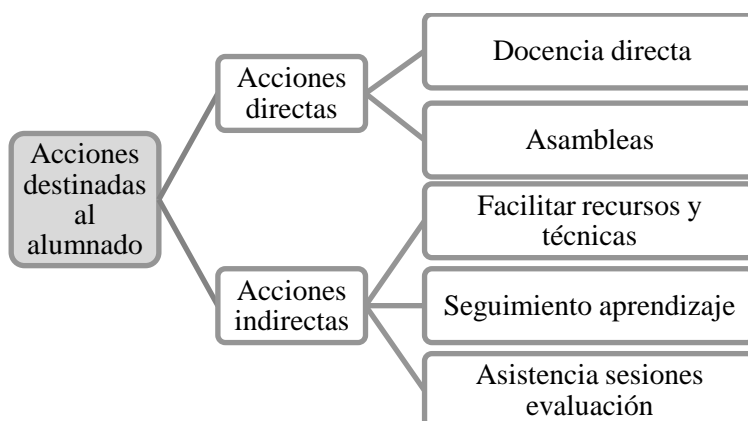 Acciones
destinadas
al
alumnado
Acciones
directas
Docencia directa
Asambleas
Acciones
indirectas
Facilitar recursos y
técnicas
Seguimiento aprendizaje
Asistencia sesiones
evaluación